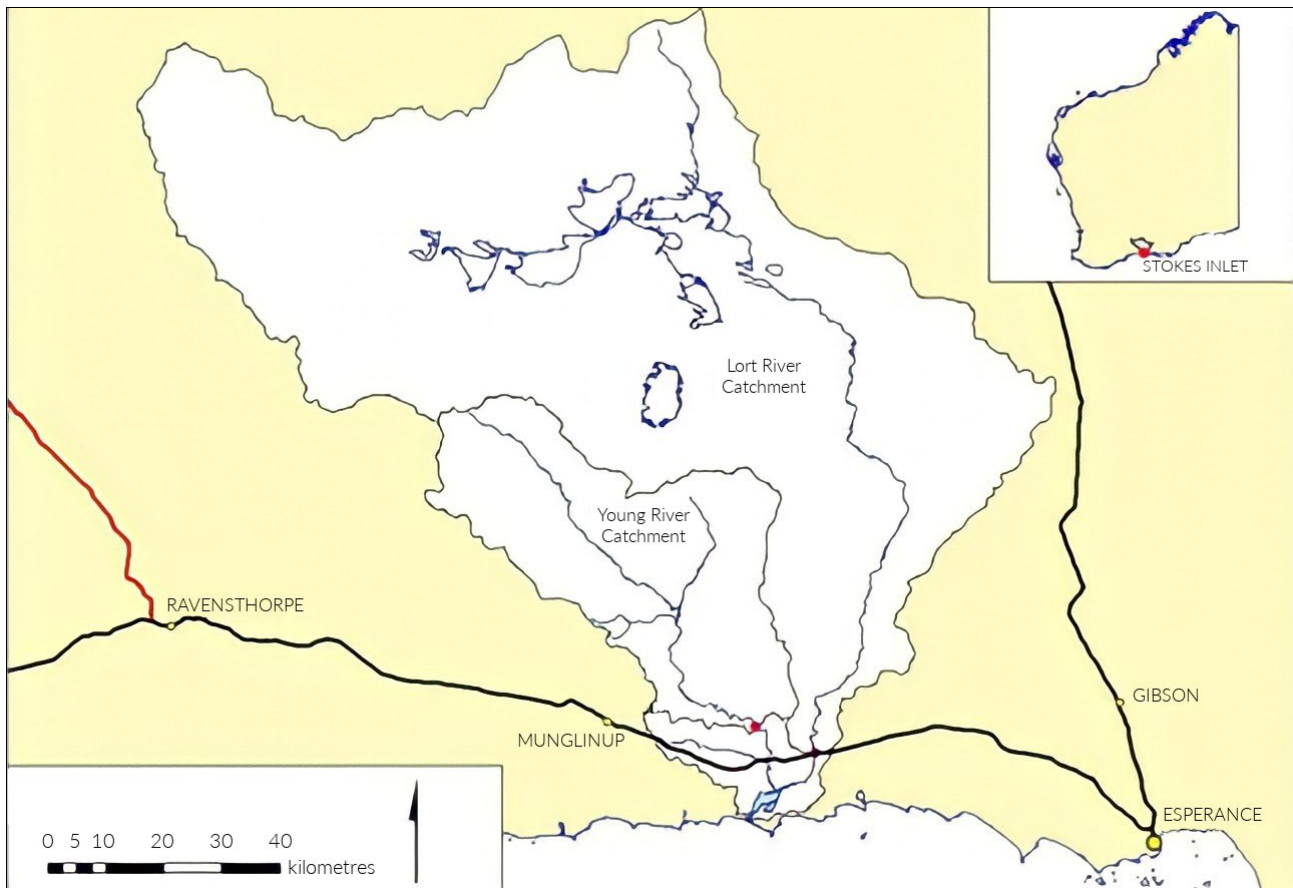 STOKES INLET
Lort River
Catchment
Young River
Catchment
RAVENSTHORPE
GIBSON
MUNGLINUP
ESPERANCE
0 5 10 20 30 40
kilometres